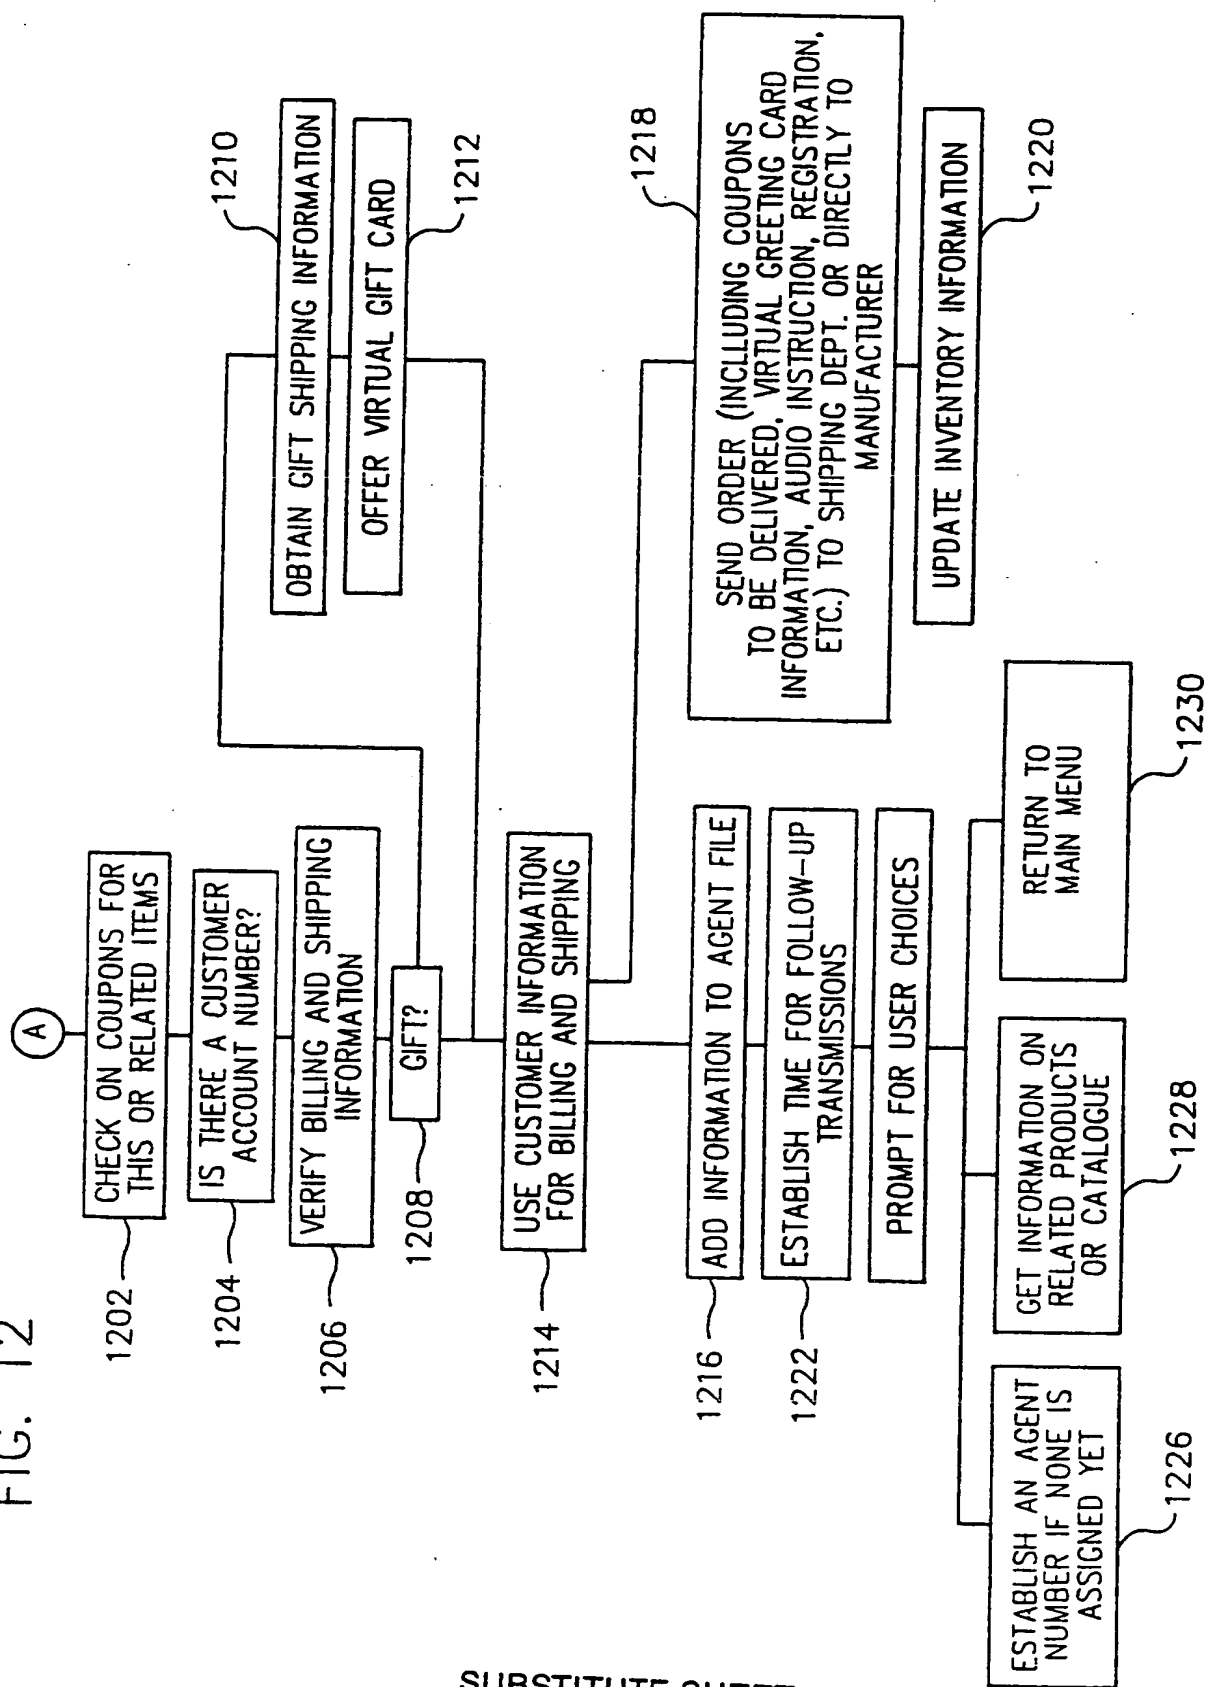 FIG. 12
A
CHECK ON COUPONS FOR
THIS OR RELATED ITEMS
1202
IS THERE A CUSTOMER
ACCOUNT NUMBER?
1204
VERIFY BILLING AND SHIPPING
INFORMATION
1206
GIFT?
1208
OBTAIN GIFT SHIPPING INFORMATION
1210
OFFER VIRTUAL GIFT CARD
1212
USE CUSTOMER INFORMATION
FOR BILLING AND SHIPPING
1214
ADD INFORMATION TO AGENT FILE
1216
SEND ORDER (INCLUDING COUPONS
TO BE DELIVERED, VIRTUAL GREETING CARD
INFORMATION, AUDIO INSTRUCTION, REGISTRATION,
ETC.) TO SHIPPING DEPT. OR DIRECTLY TO
MANUFACTURER
1218
UPDATE INVENTORY INFORMATION
1220
ESTABLISH TIME FOR FOLLOW-UP
TRANSMISSIONS
1222
PROMPT FOR USER CHOICES
ESTABLISH AN AGENT
NUMBER IF NONE IS
ASSIGNED YET
1226
GET INFORMATION ON
RELATED PRODUCTS
OR CATALOGUE
1228
RETURN TO
MAIN MENU
1230
SUBSTITUTE SHEET